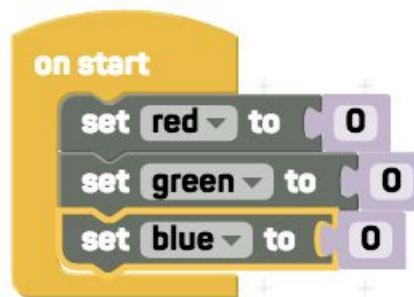 on start
set red to 0
set green to 0
set blue to 0